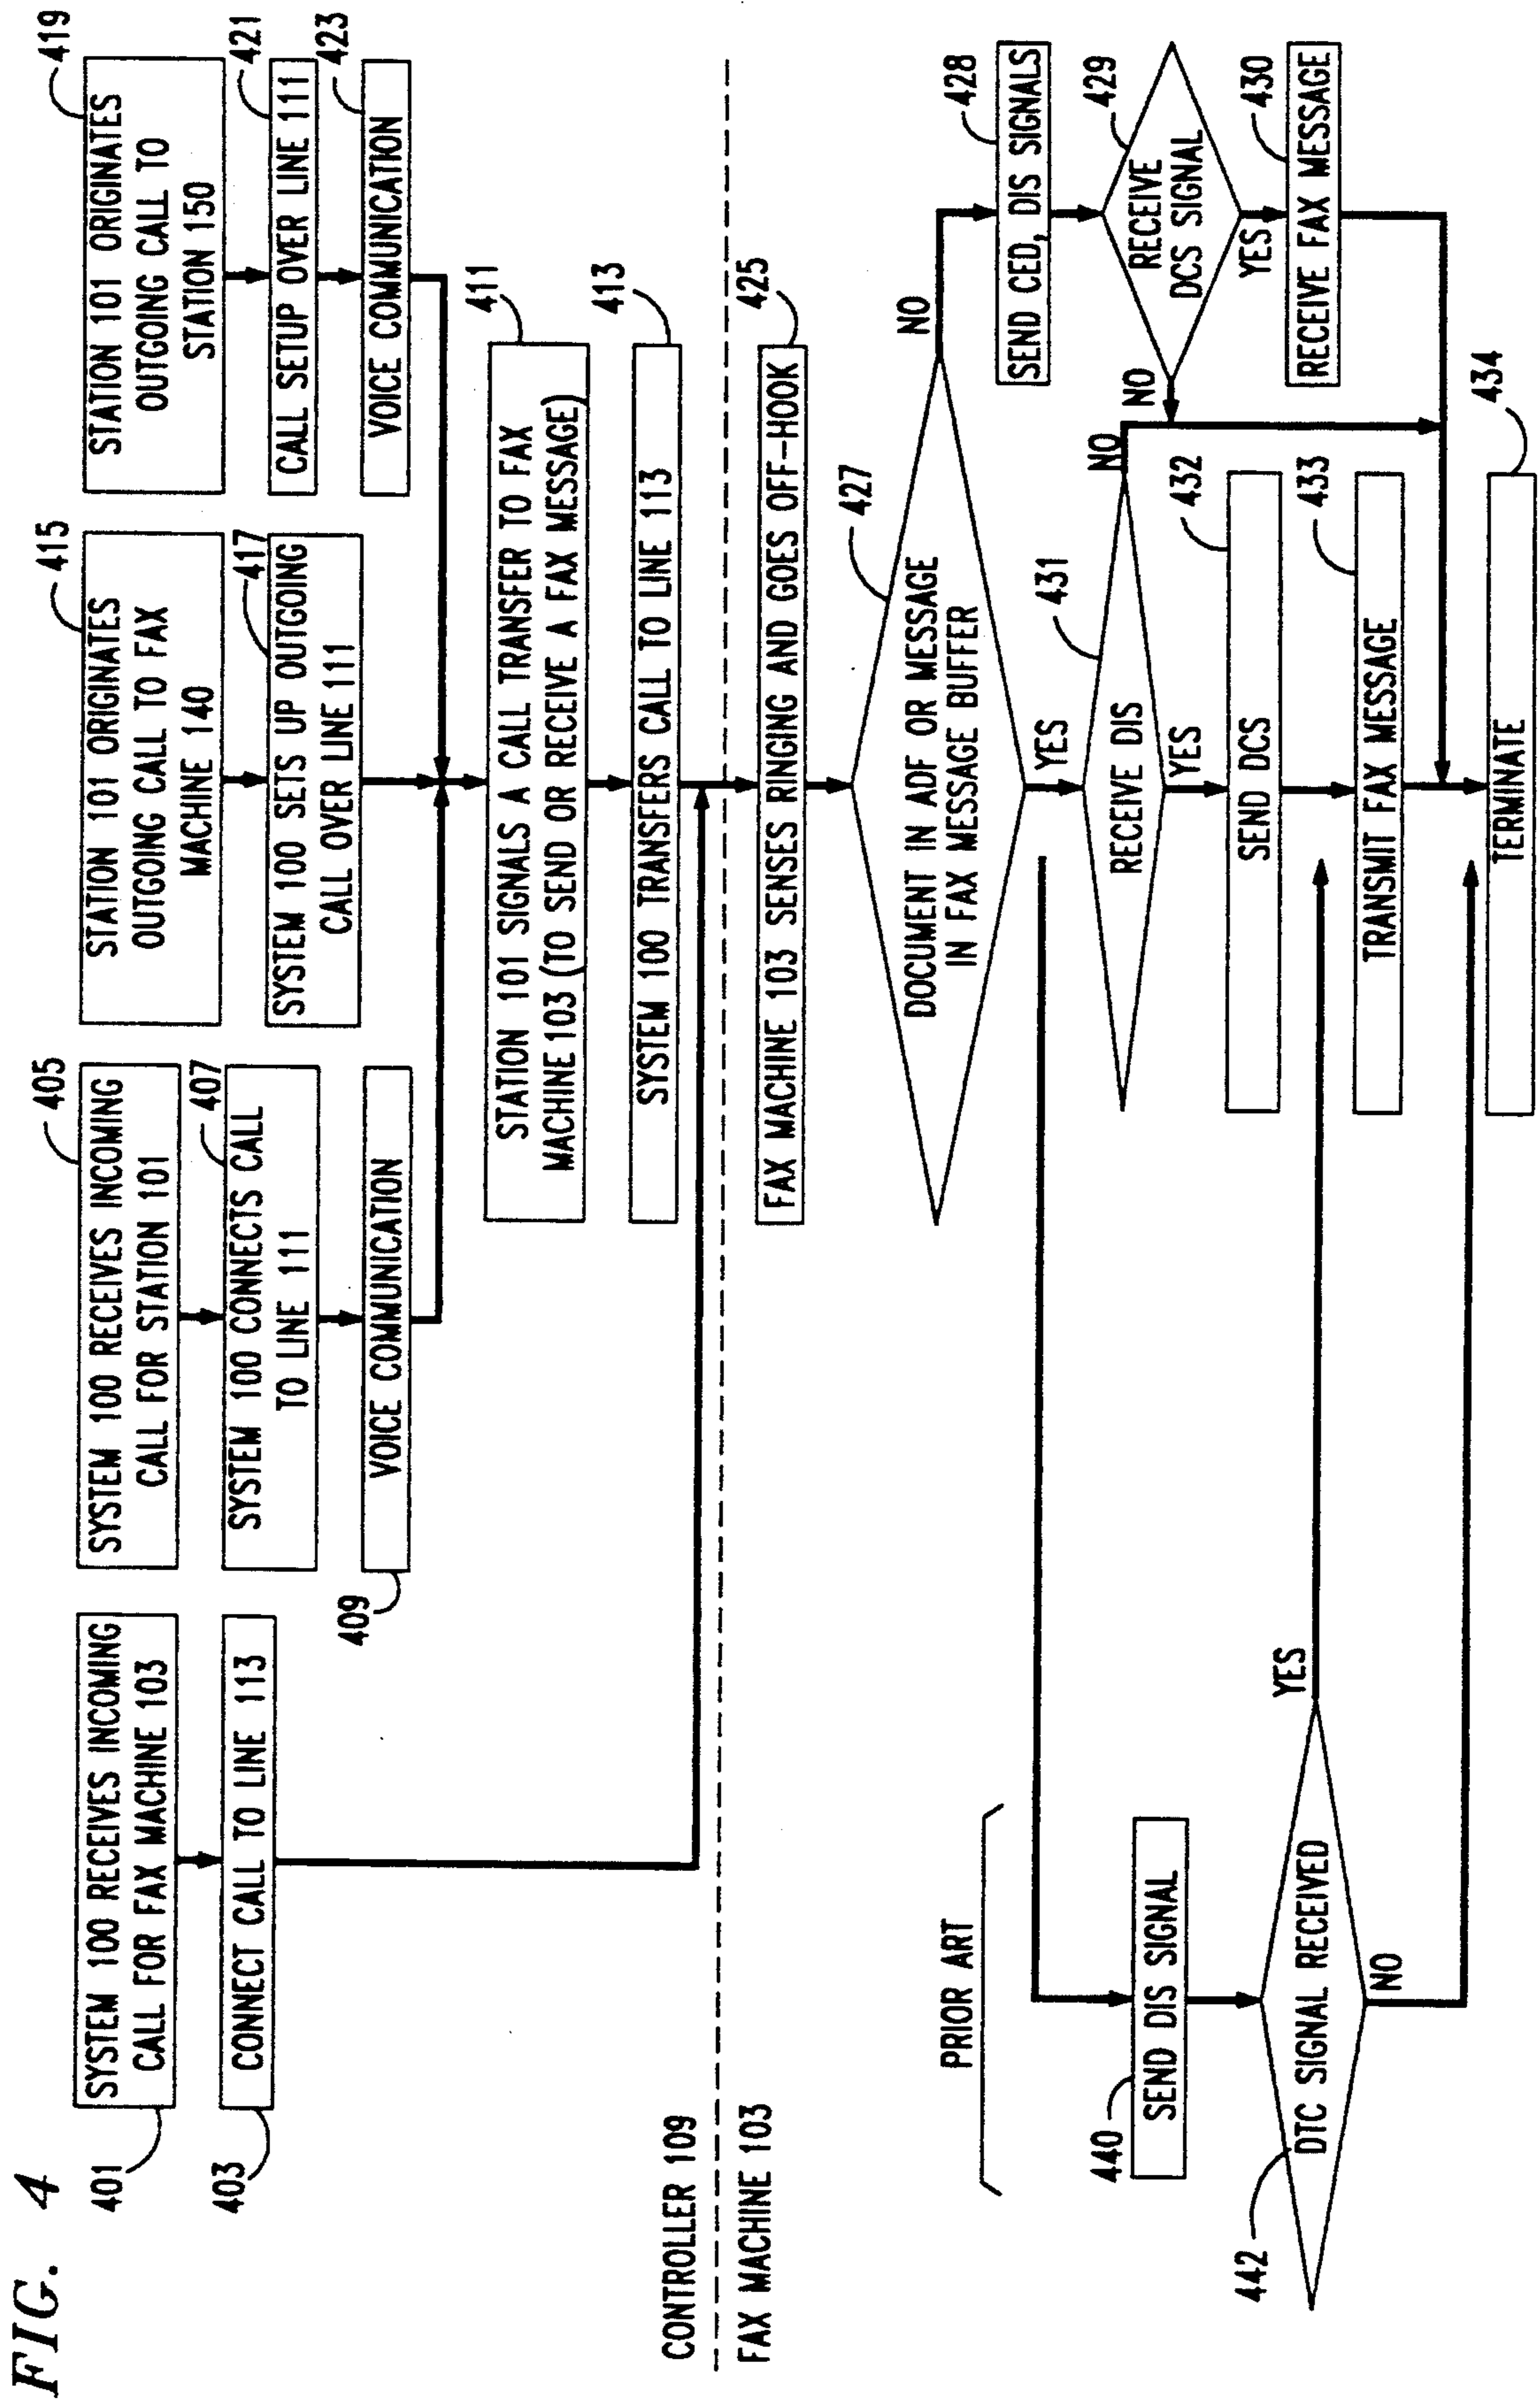 FIG. 4
401
SYSTEM 100 RECEIVES INCOMING
CALL FOR FAX MACHINE 103
403
CONNECT CALL TO LINE 113
405
SYSTEM 100 RECEIVES INCOMING
CALL FOR STATION 101
407
SYSTEM 100 CONNECTS CALL
TO LINE 111
409
VOICE COMMUNICATION
415
STATION 101 ORIGINATES
OUTGOING CALL TO FAX
MACHINE 140
417
SYSTEM 100 SETS UP OUTGOING
CALL OVER LINE 111
419
STATION 101 ORIGINATES
OUTGOING CALL TO
STATION 150
421
CALL SETUP OVER LINE 111
423
VOICE COMMUNICATION
411
STATION 101 SIGNALS A CALL TRANSFER TO FAX
MACHINE 103 (TO SEND OR RECEIVE A FAX MESSAGE)
413
SYSTEM 100 TRANSFERS CALL TO LINE 113
CONTROLLER 109
FAX MACHINE 103
425
FAX MACHINE 103 SENSES RINGING AND GOES OFF-HOOK
427
DOCUMENT IN ADF OR MESSAGE
IN FAX MESSAGE BUFFER
NO
YES
428
SEND CED, DIS SIGNALS
429
RECEIVE
DCS SIGNAL
NO
YES
430
RECEIVE FAX MESSAGE
431
RECEIVE DIS
NO
YES
432
SEND DCS
433
TRANSMIT FAX MESSAGE
434
TERMINATE
PRIOR ART
440
SEND DIS SIGNAL
442
DTC SIGNAL RECEIVED
YES
NO